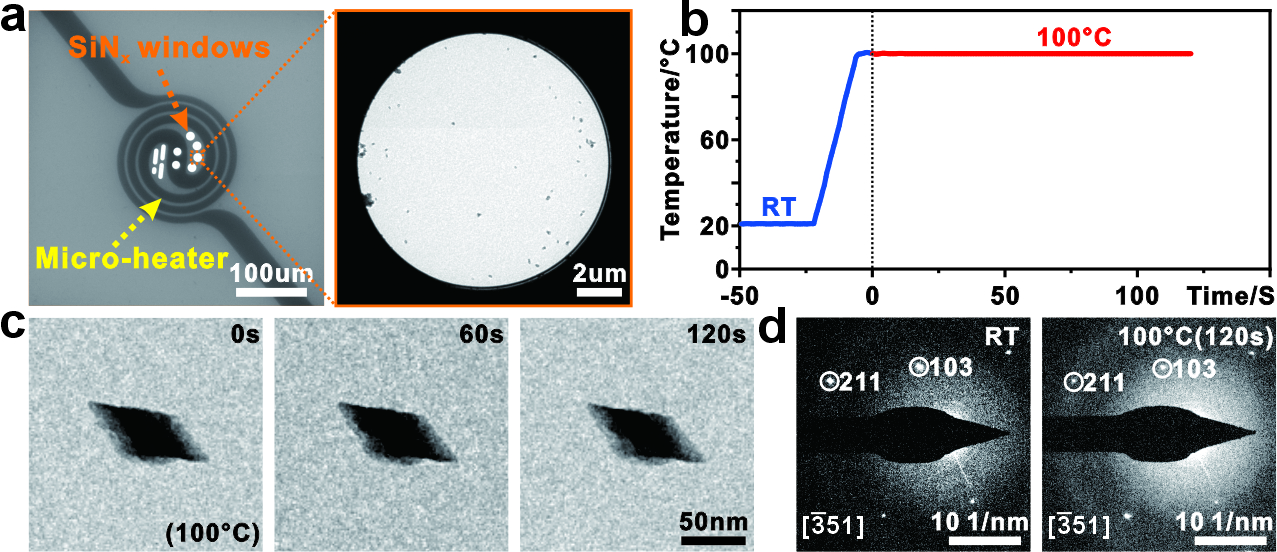 a
SiNx windows
Micro-heater
100um
2um
b
Temperature/°C
100
60
20
0
100°C
RT
-50
0
50
100
Time/S
c
0s
(100°C)
60s
120s
50nm
d
RT
211
103
[3̅51]
10 1/nm
100°C(120s)
211
103
[3̅51]
10 1/nm